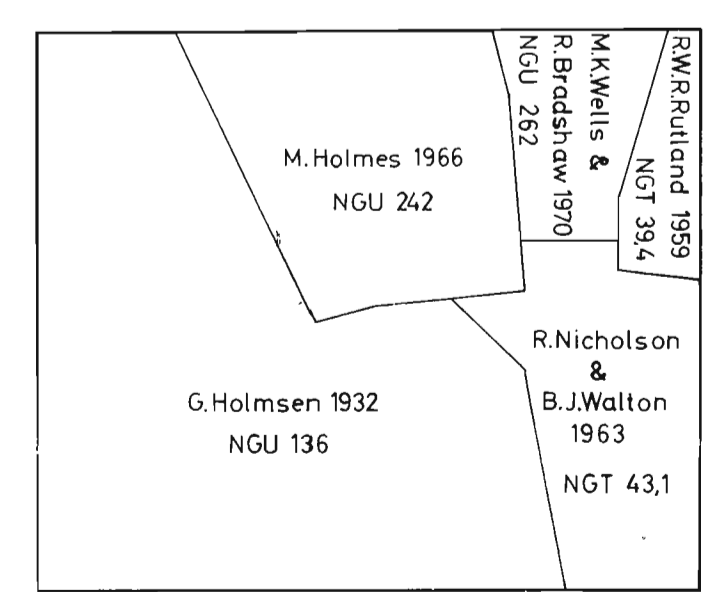 M.Holmes 1966
NGU 242
M.K.Wells &
R.Bradshaw 1970
NGU 262
R.W.R.Rutland 1959
NGT 39,4
G.Holmsen 1932
NGU 136
R.Nicholson
&
B.J.Walton
1963
NGT 43,1